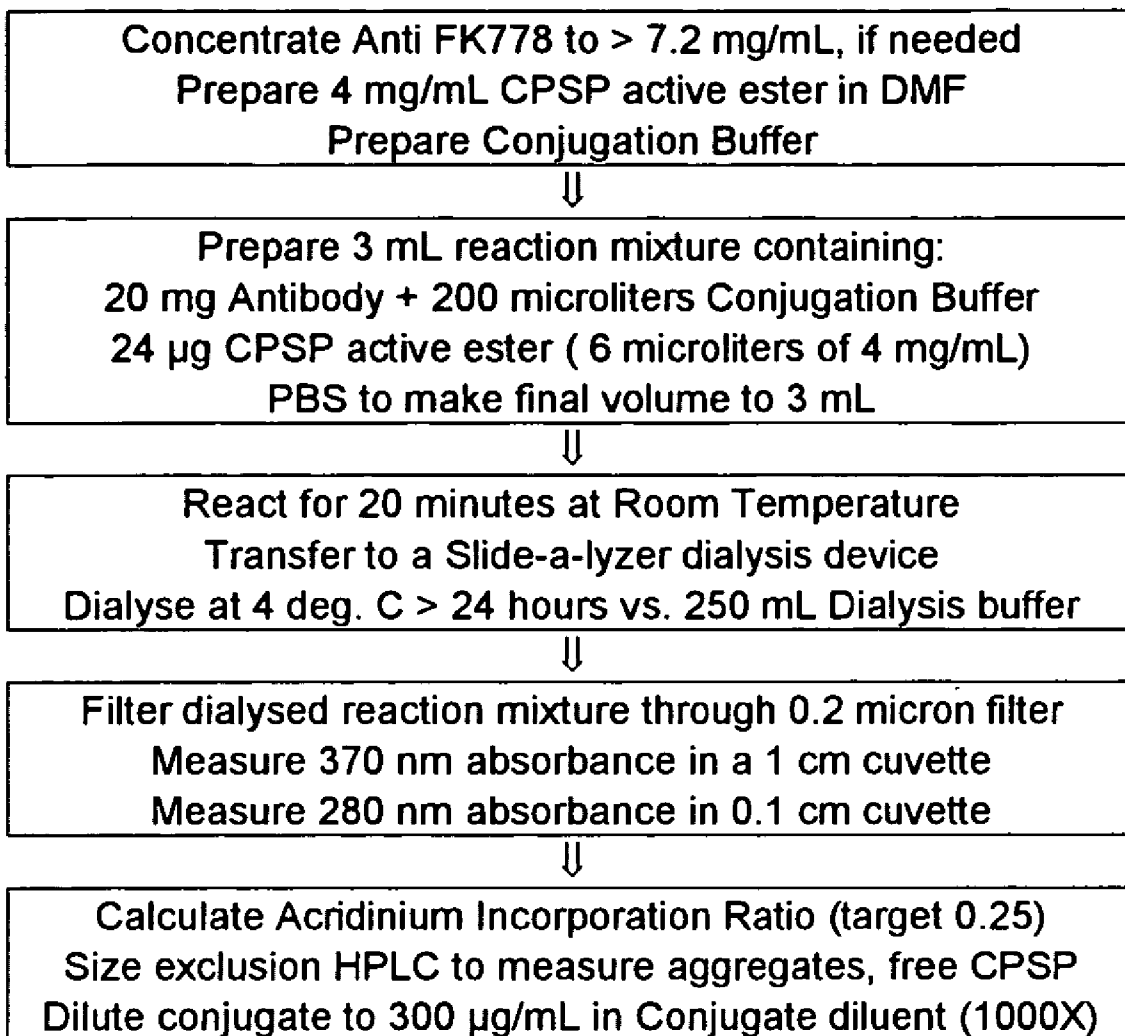 Concentrate Anti FK778 to > 7.2 mg/mL, if needed
Prepare 4 mg/mL CPSP active ester in DMF
Prepare Conjugation Buffer
⇓
Prepare 3 mL reaction mixture containing:
20 mg Antibody + 200 microliters Conjugation Buffer
24 µg CPSP active ester ( 6 microliters of 4 mg/mL)
PBS to make final volume to 3 mL
⇓
React for 20 minutes at Room Temperature
Transfer to a Slide-a-lyzer dialysis device
Dialyse at 4 deg. C > 24 hours vs. 250 mL Dialysis buffer
⇓
Filter dialysed reaction mixture through 0.2 micron filter
Measure 370 nm absorbance in a 1 cm cuvette
Measure 280 nm absorbance in 0.1 cm cuvette
⇓
Calculate Acridinium Incorporation Ratio (target 0.25)
Size exclusion HPLC to measure aggregates, free CPSP
Dilute conjugate to 300 µg/mL in Conjugate diluent (1000X)